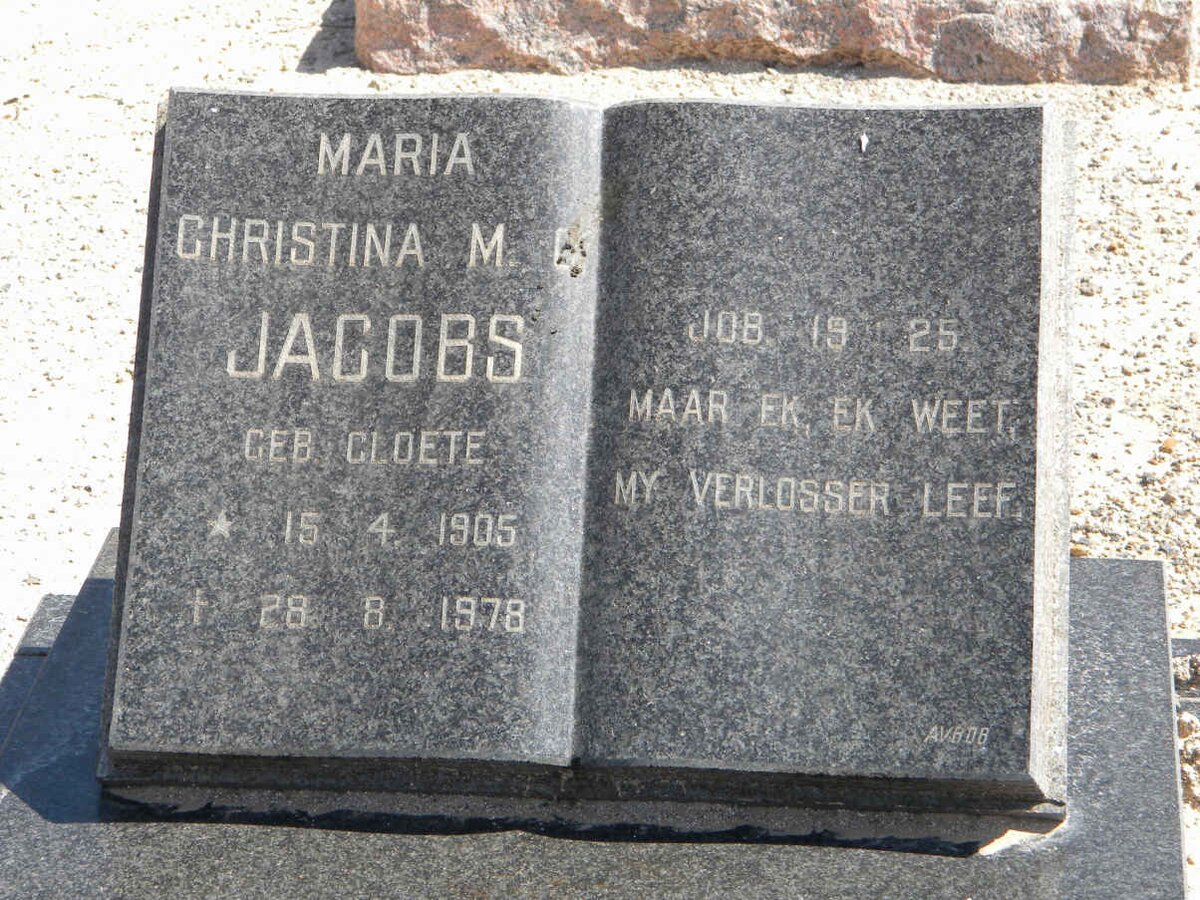 MARIA
CHRISTINA M.
JACOBS
GEB. CLOETE
★ 15. 4. 1905
† 28. 8. 1978
JOB. 19 : 25
MAAR EK, EK WEET:
MY VERLOSSER LEEF.
AVBOB